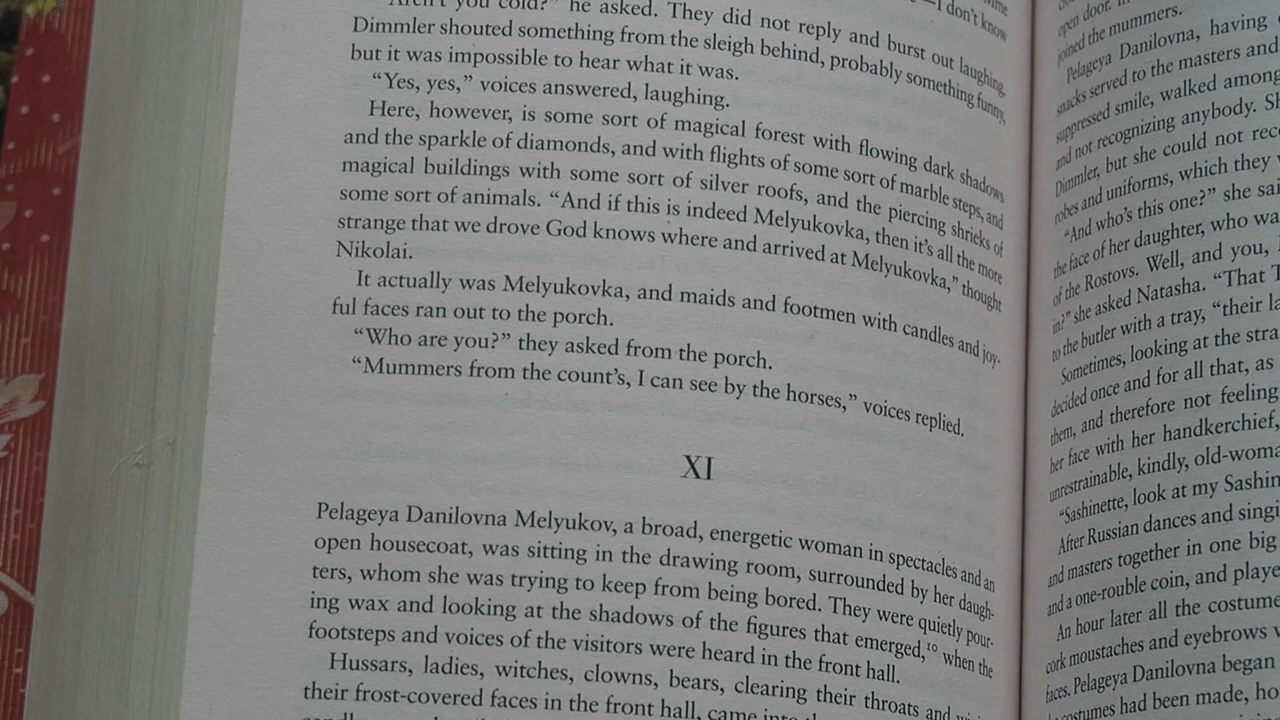 "Aren't you cold?" he asked. They did not reply and burst out laughing.
Dimmler shouted something from the sleigh behind, probably something funny,
but it was impossible to hear what it was.
"Yes, yes," voices answered, laughing.
Here, however, is some sort of magical forest with flowing dark shadows
and the sparkle of diamonds, and with flights of some sort of marble steps, and
magical buildings with some sort of silver roofs, and the piercing shrieks of
some sort of animals. "And if this is indeed Melyukovka, then it's all the more
strange that we drove God knows where and arrived at Melyukovka," thought
Nikolai.
It actually was Melyukovka, and maids and footmen with candles and joy-
ful faces ran out to the porch.
"Who are you?" they asked from the porch.
"Mummers from the count's, I can see by the horses," voices replied.
XI
Pelageya Danilovna Melyukov, a broad, energetic woman in spectacles and an
open housecoat, was sitting in the drawing room, surrounded by her daugh-
ters, whom she was trying to keep from being bored. They were quietly pour-
ing wax and looking at the shadows of the figures that emerged,¹⁰ when the
footsteps and voices of the visitors were heard in the front hall.
Hussars, ladies, witches, clowns, bears, clearing their throats and
their frost-covered faces in the front hall, came into the
—I don't know
open door.
joined the mummers.
Pelageya Danilovna, having
snacks served to the masters and
suppressed smile, walked among
and not recognizing anybody.
Dimmler, but she could not
robes and uniforms, which they
"And who's this one?" she
the face of her daughter, who
of the Rostovs. Well, and you,
in?" she asked Natasha. "That
to the butler with a tray, "their
Sometimes, looking at the
decided once and for all that, as
them, and therefore not feeling
her face with her handkerchief,
unrestrainable, kindly,
"Sashinette, look at my
After Russian dances and
and masters together in one big
and a one-rouble coin, and
An hour later all the
cork moustaches and eyebrows
faces. Pelageya Danilovna began
costumes had been made,